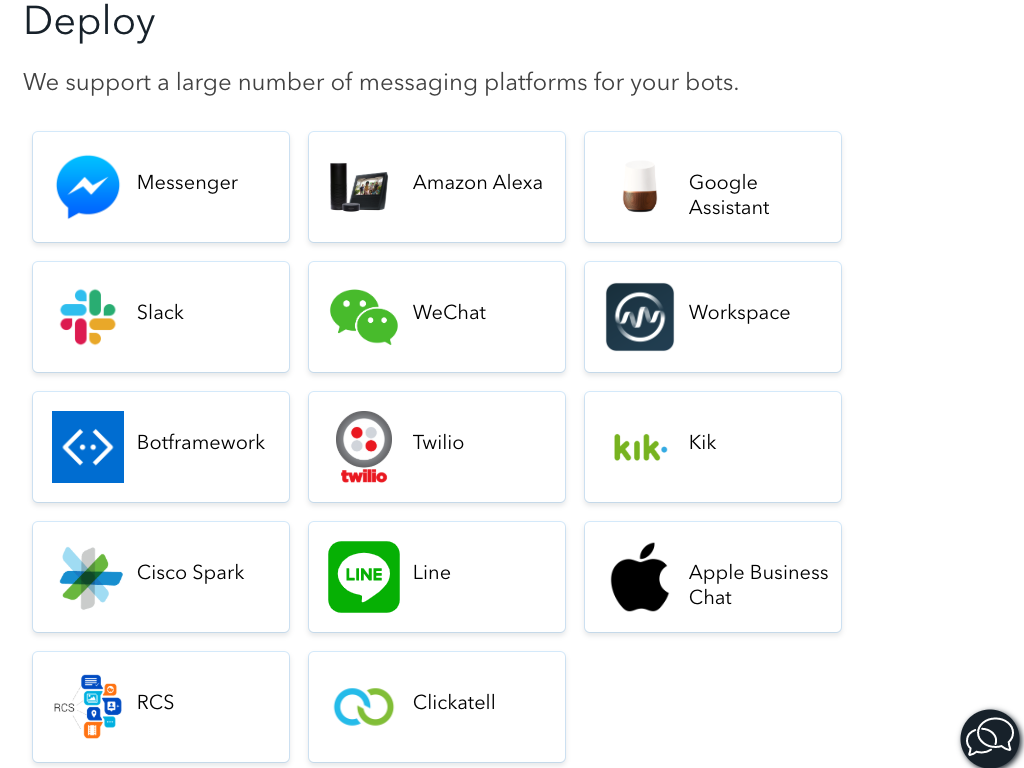 Deploy
We support a large number of messaging platforms for your bots.
Messenger
Amazon Alexa
Google
Assistant
Slack
WeChat
Workspace
Botframework
twilio
Twilio
kik
Kik
Cisco Spark
LINE
Line
Apple Business
Chat
RCS
RCS
Clickatell